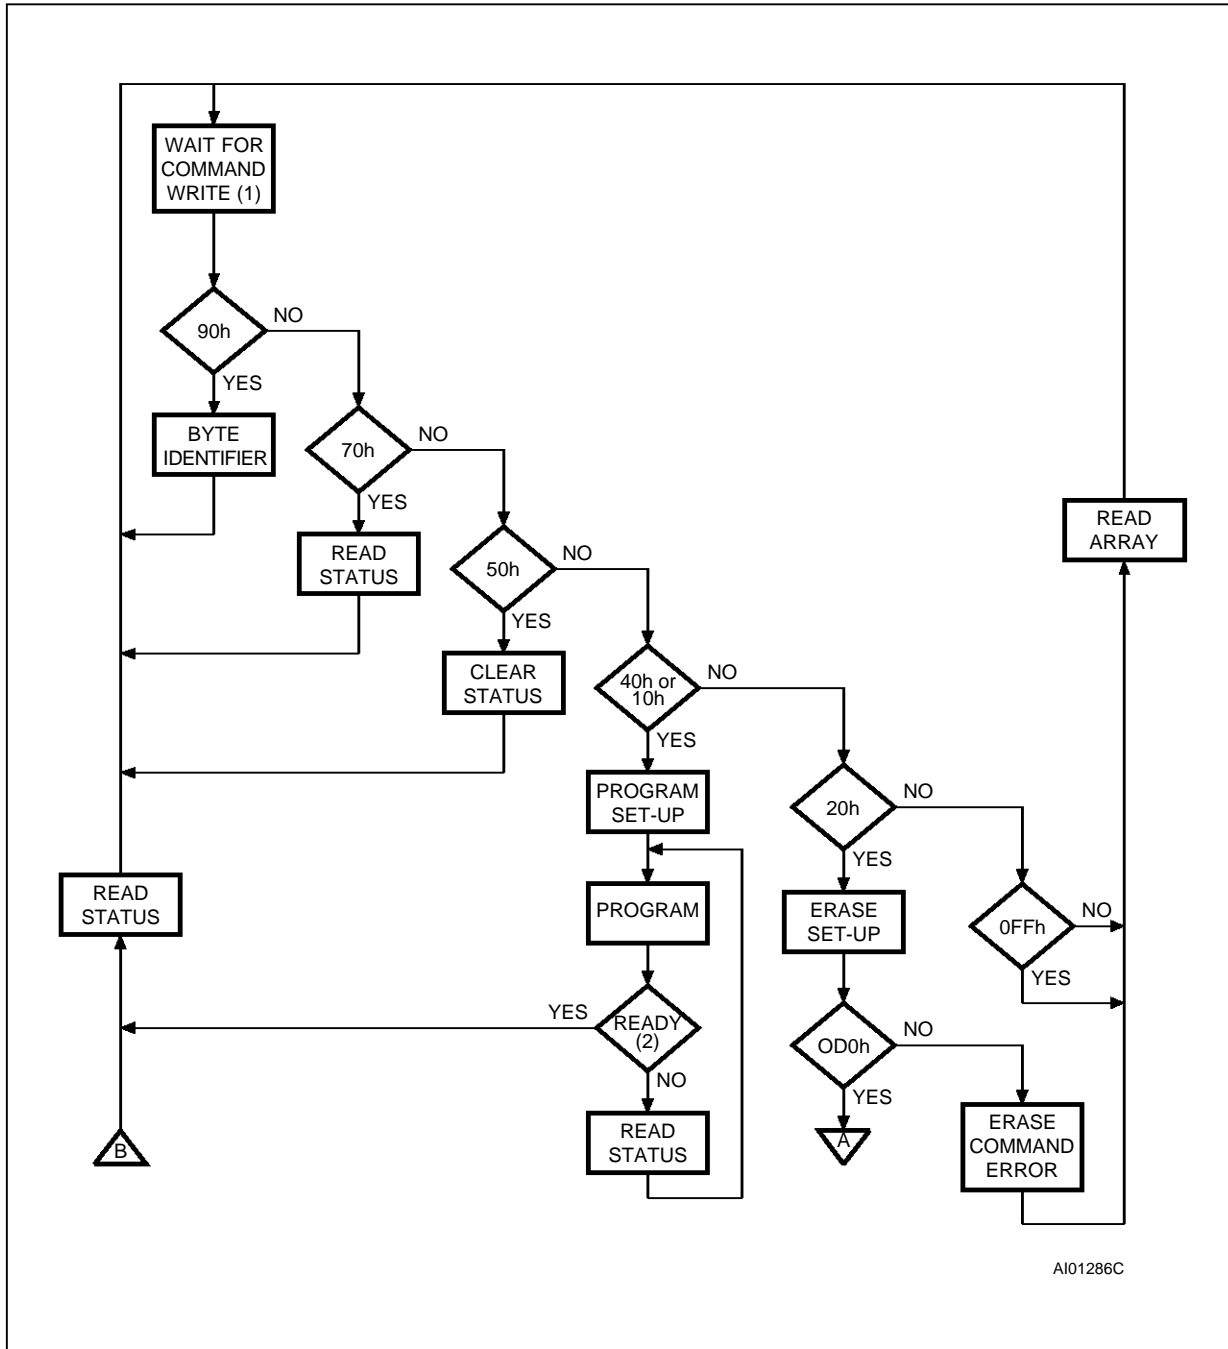 WAIT FOR
COMMAND
WRITE (1)
90h
NO
YES
BYTE
IDENTIFIER
70h
NO
YES
READ
STATUS
50h
NO
YES
CLEAR
STATUS
READ
ARRAY
40h or
10h
NO
YES
PROGRAM
SET-UP
20h
NO
YES
READ
STATUS
PROGRAM
ERASE
SET-UP
0FFh
NO
YES
READY
(2)
YES
NO
OD0h
NO
YES
READ
STATUS
B
A
ERASE
COMMAND
ERROR
AI01286C